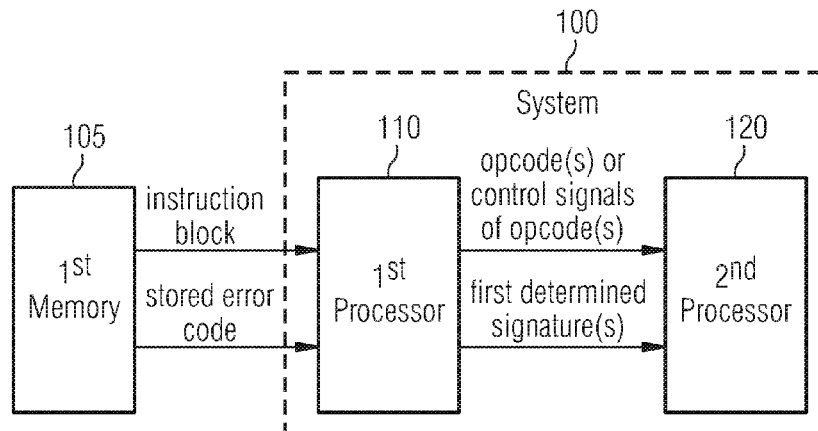 100
System
105
110
120
instruction
block
stored error
code
1st
Memory
1st
Processor
opcode(s) or
control signals
of opcode(s)
first determined
signature(s)
2nd
Processor